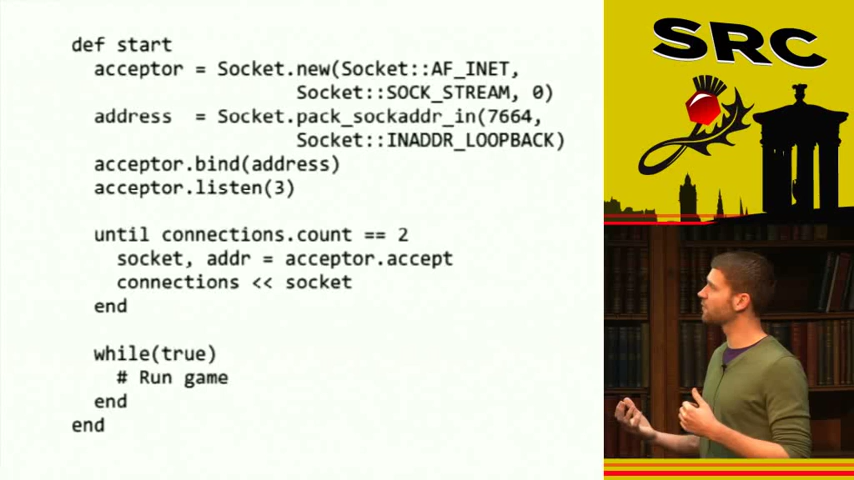 def start
acceptor = Socket.new(Socket::AF_INET,
Socket::SOCK_STREAM, 0)
address  = Socket.pack_sockaddr_in(7664,
Socket::INADDR_LOOPBACK)
acceptor.bind(address)
acceptor.listen(3)
until connections.count == 2
socket, addr = acceptor.accept
connections << socket
end
while(true)
# Run game
end
end
SRC